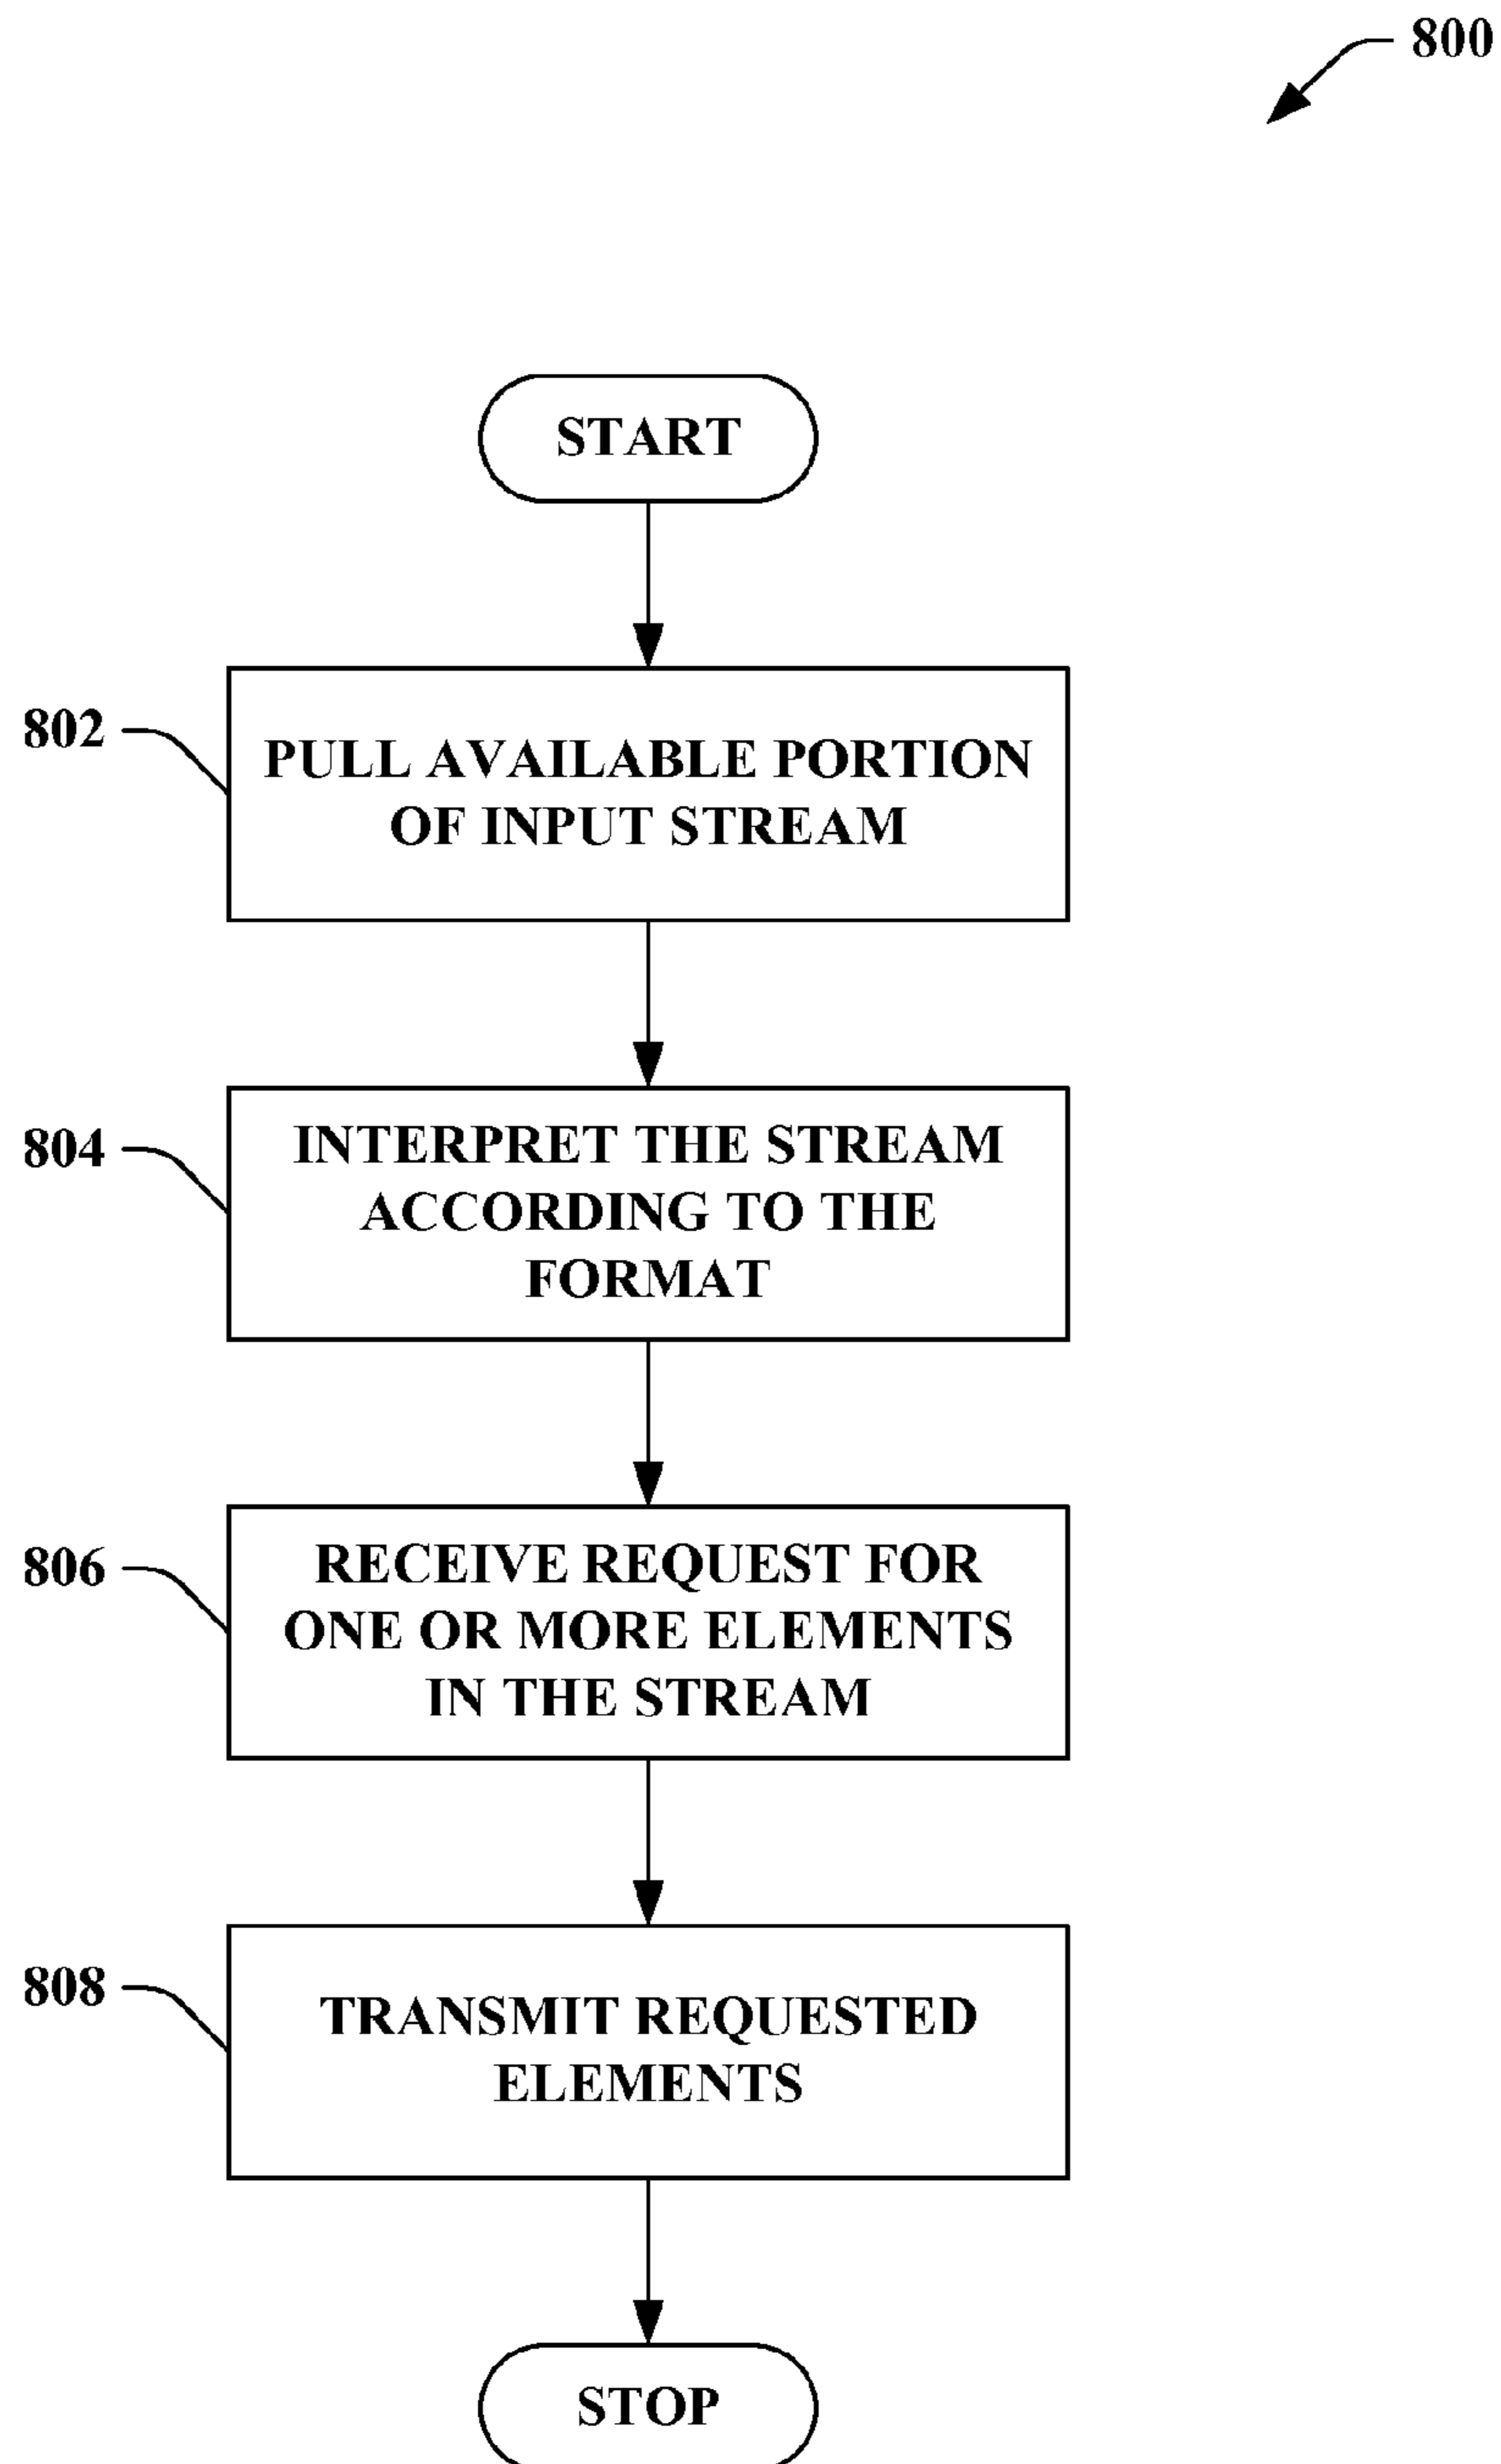 800
START
802
PULL AVAILABLE PORTION
OF INPUT STREAM
804
INTERPRET THE STREAM
ACCORDING TO THE
FORMAT
806
RECEIVE REQUEST FOR
ONE OR MORE ELEMENTS
IN THE STREAM
808
TRANSMIT REQUESTED
ELEMENTS
STOP